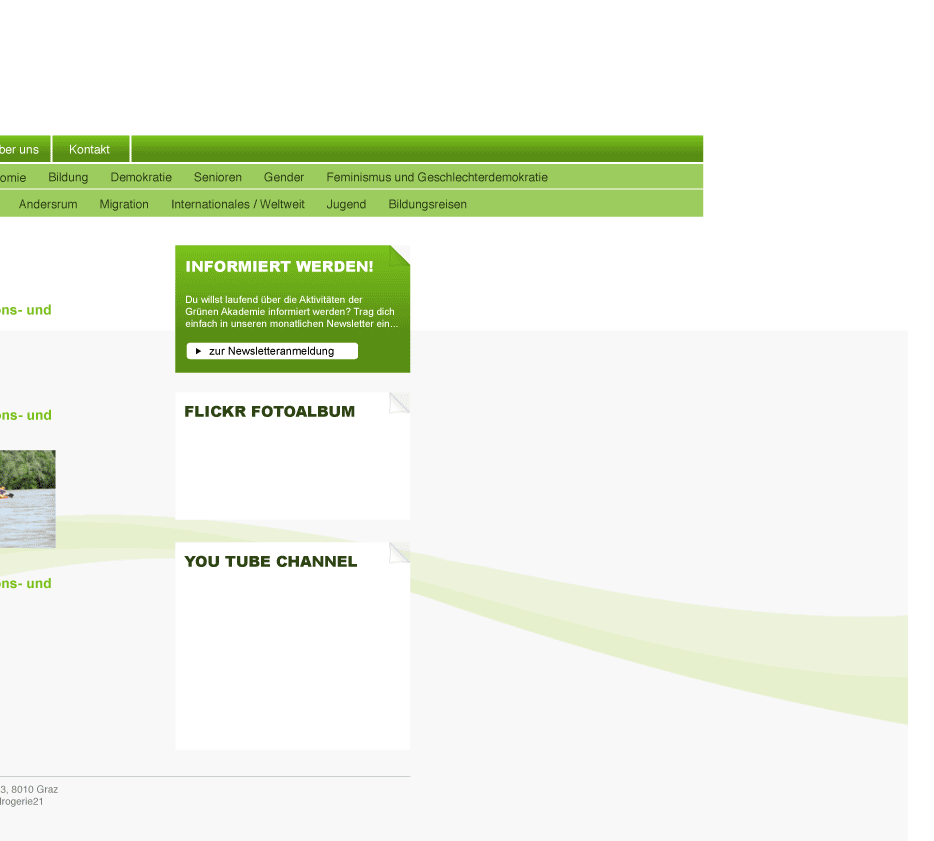 ber uns Kontakt
omie Bildung Demokratie Senioren Gender Feminismus und Geschlechterdemokratie
Andersrum Migration Internationales / Weltweit Jugend Bildungsreisen
INFORMIERT WERDEN!
Du willst laufend über die Aktivitäten der
Grünen Akademie informiert werden? Trag dich
einfach in unseren monatlichen Newsletter ein...
zur Newsletteranmeldung
ons- und
ons- und
ons- und
FLICKR FOTOALBUM
YOU TUBE CHANNEL
3, 8010 Graz
drogerie21